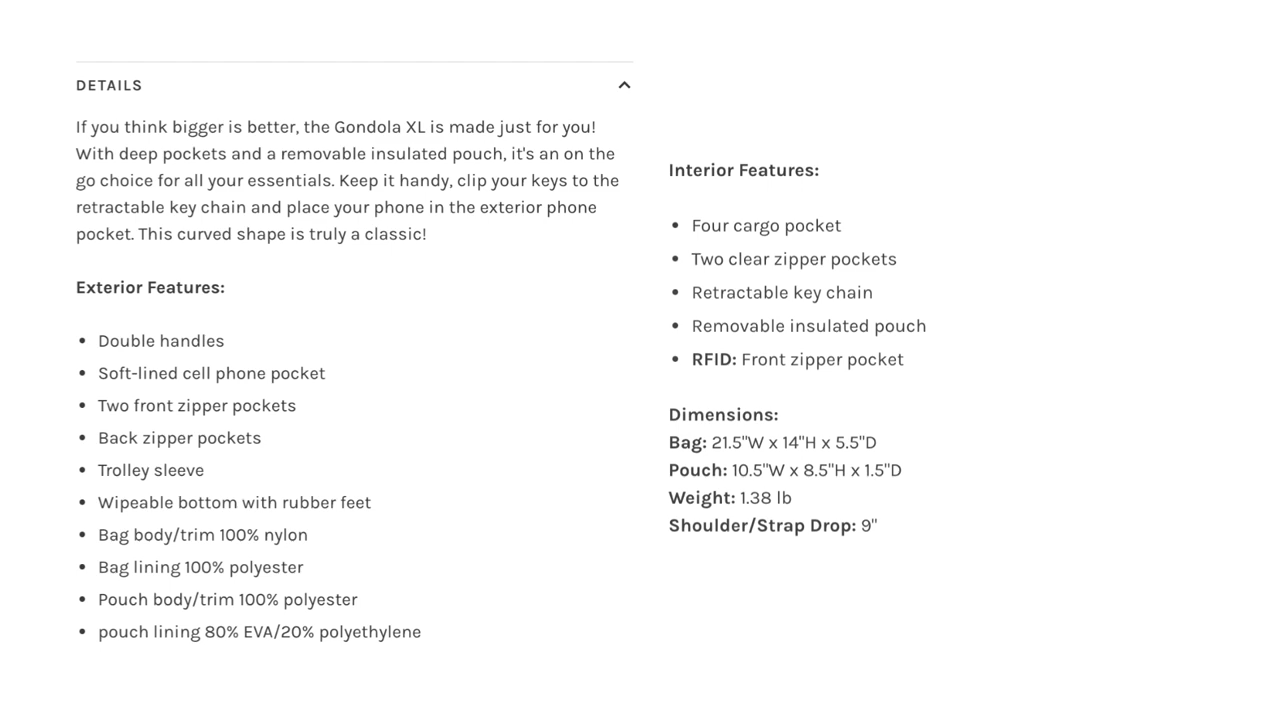 DETAILS
If you think bigger is better, the Gondola XL is made just for you!
With deep pockets and a removable insulated pouch, it's an on the
go choice for all your essentials. Keep it handy, clip your keys to the
retractable key chain and place your phone in the exterior phone
pocket. This curved shape is truly a classic!
Exterior Features:
• Double handles
• Soft-lined cell phone pocket
• Two front zipper pockets
• Back zipper pockets
• Trolley sleeve
• Wipeable bottom with rubber feet
• Bag body/trim 100% nylon
• Bag lining 100% polyester
• Pouch body/trim 100% polyester
• pouch lining 80% EVA/20% polyethylene
Interior Features:
• Four cargo pocket
• Two clear zipper pockets
• Retractable key chain
• Removable insulated pouch
• RFID: Front zipper pocket
Dimensions:
Bag: 21.5"W x 14"H x 5.5"D
Pouch: 10.5"W x 8.5"H x 1.5"D
Weight: 1.38 lb
Shoulder/Strap Drop: 9"